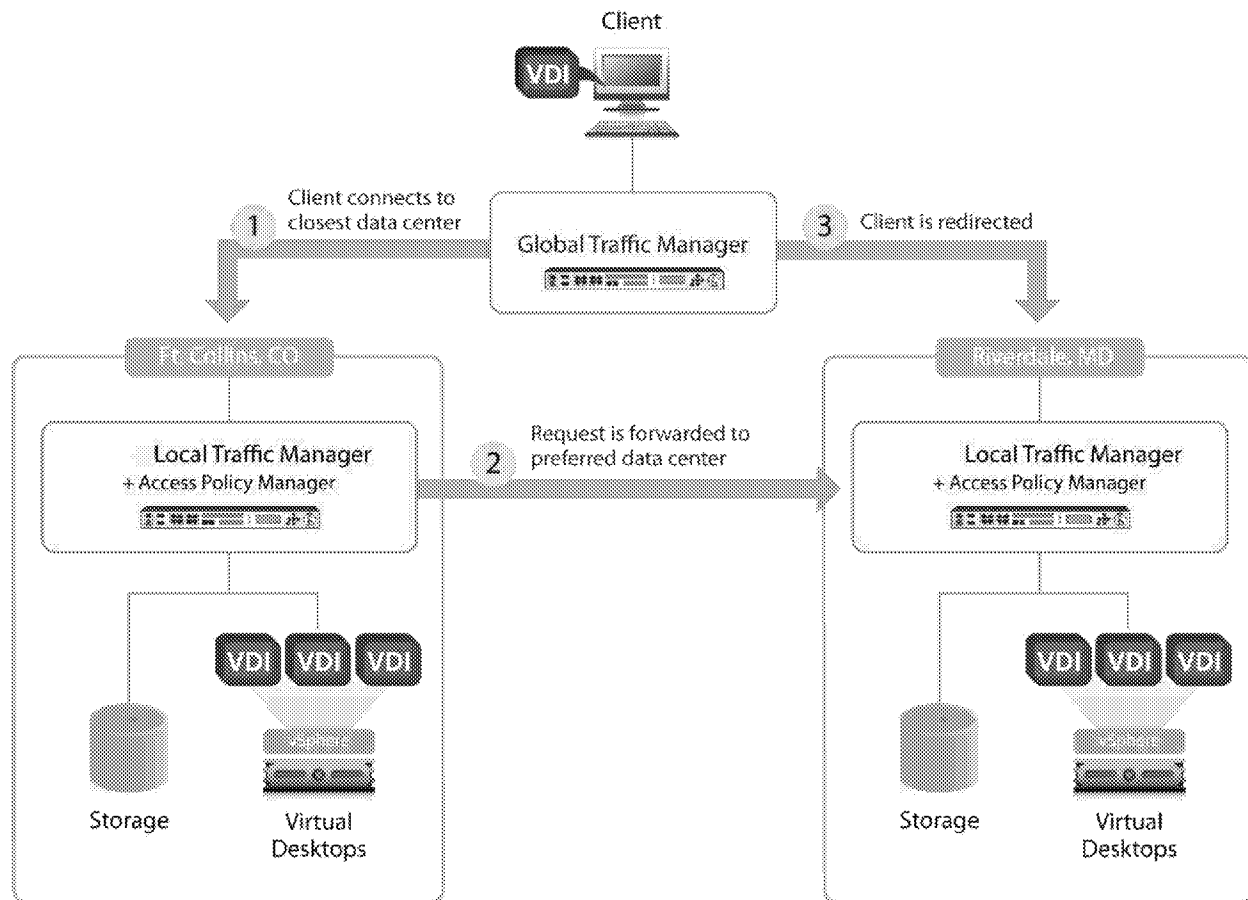 Client
VDI
Client connects to
closest data center
1
Global Traffic Manager
3
Client is redirected
Ft. Collins, CO
Riverdale, MD
Local Traffic Manager
+ Access Policy Manager
2
Request is forwarded to
preferred data center
Local Traffic Manager
+ Access Policy Manager
VDI VDI VDI
vSphere
Storage
Virtual
Desktops
VDI VDI VDI
vSphere
Storage
Virtual
Desktops